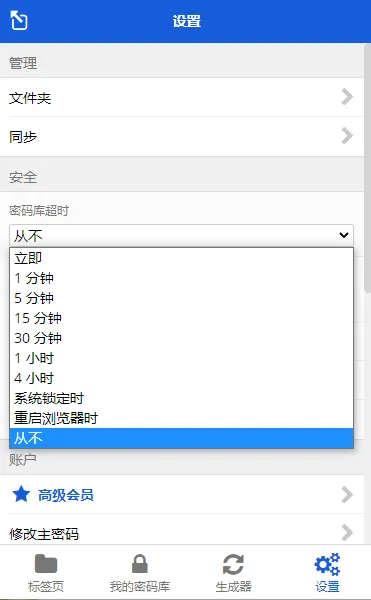 设置
管理
文件夹
同步
安全
密码库超时
从不
立即
1 分钟
5 分钟
15 分钟
30 分钟
1 小时
4 小时
系统锁定时
重启浏览器时
从不
账户
高级会员
修改主密码
标签页
我的密码库
生成器
设置